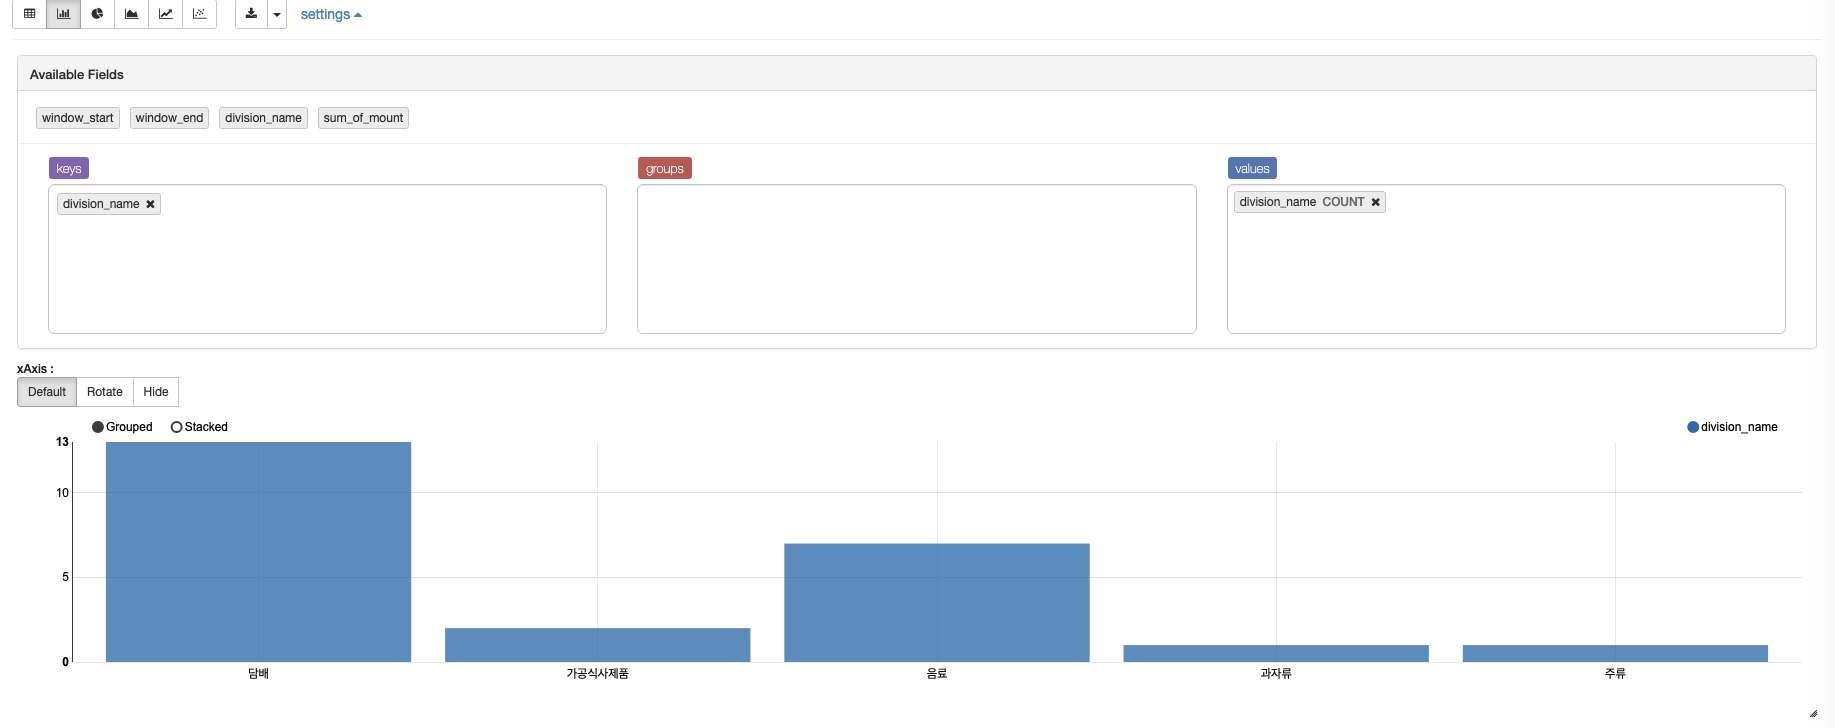 settings
Available Fields
window_start window_end division_name sum_of_mount
keys groups values
division_name ✖ division_name COUNT ✖
xAxis :
Default Rotate Hide
Grouped Stacked division_name
13
10
5
0
담배 가공식사제품 음료 과자류 주류